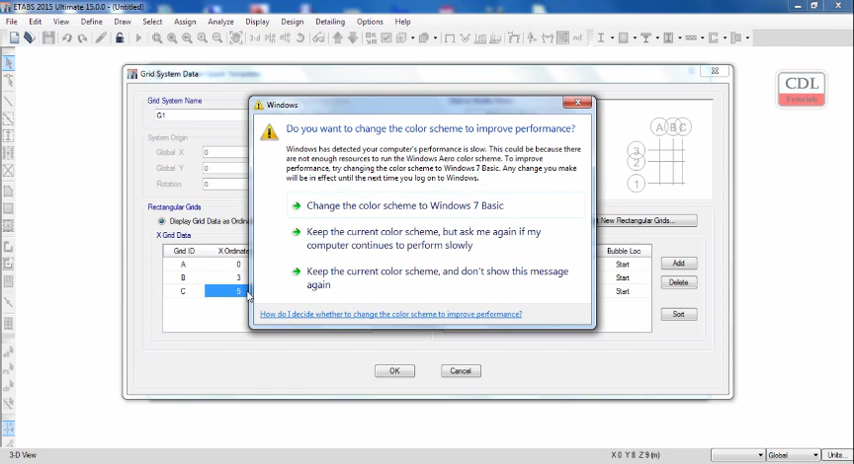 ETABS 2015 Ultimate 15.0.0 - (Untitled)
File Edit View Define Draw Select Assign Analyze Display Design Detailing Options Help
Grid System Data
Grid System Name
G1
System Origin
Global X 0
Global Y 0
Rotation 0
Rectangular Grids
Display Grid Data as Ordin
X Grid Data
Grid ID X Ordinate
A 0
B 3
C 5
Windows
Do you want to change the color scheme to improve performance?
Windows has detected your computer's performance is slow. This could be because there
are not enough resources to run the Windows Aero color scheme. To improve
performance, try changing the color scheme to Windows 7 Basic. Any change you make
will be in effect until the next time you log on to Windows.
Change the color scheme to Windows 7 Basic
Keep the current color scheme, but ask me again if my
computer continues to perform slowly
Keep the current color scheme, and don't show this message
again
How do I decide whether to change the color scheme to improve performance?
A B C
3
2
1
New Rectangular Grids...
Bubble Loc
Start
Start
Start
Add
Delete
Sort
OK Cancel
CDL
Tutorials
3-D View X 0 Y 8 Z 9 (m) Global Units...